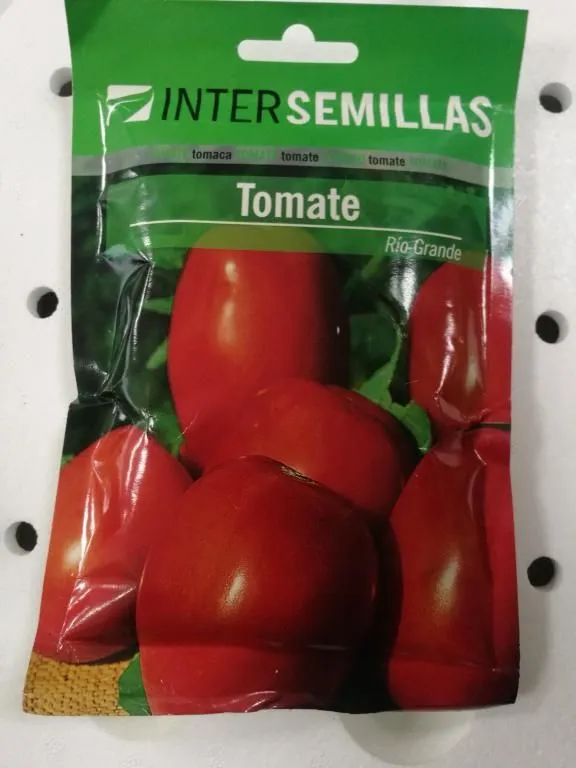 INTERSEMILLAS
tomaca tomate tomate
Tomate
Río Grande